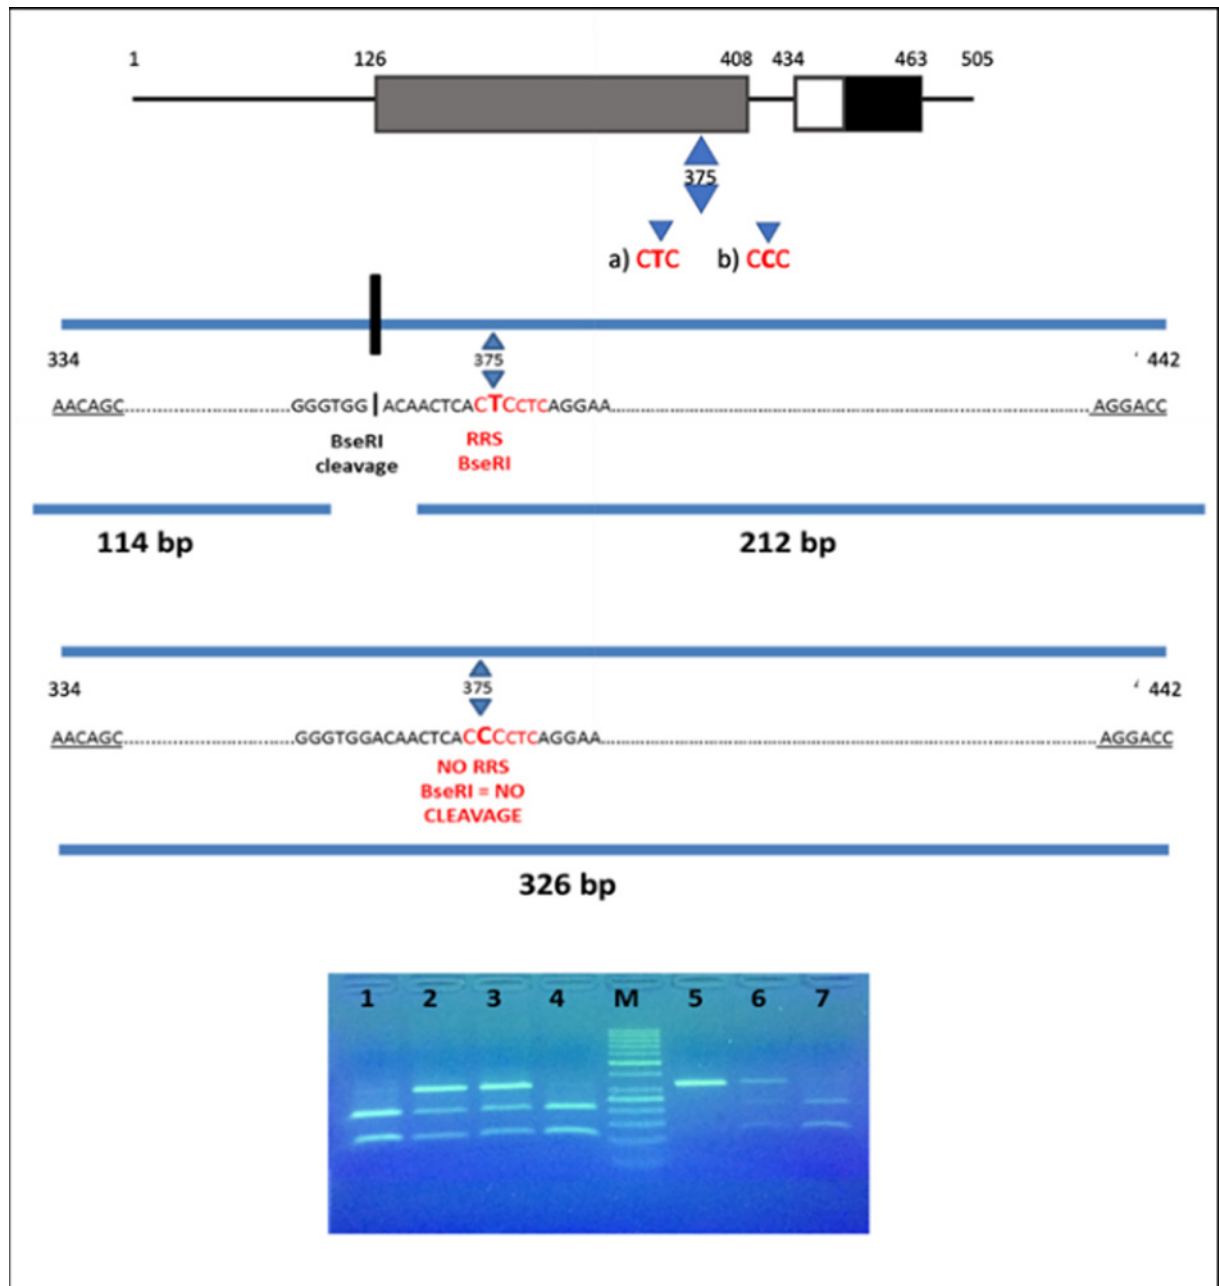 1 126 408 434 463 505
375
a) CTC b) CCC
375
334 ‘ 442
AACAGC..............................GGGTGG | ACAACTCACTCCTCAGGAA....................................................................................AGGACC
BseRI RRS
cleavage BseRI
114 bp 212 bp
375
334 ‘ 442
AACAGC..............................GGGTGGACAACTCACCCCTCAGGAA....................................................................................AGGACC
NO RRS
BseRI = NO
CLEAVAGE
326 bp
1 2 3 4 M 5 6 7